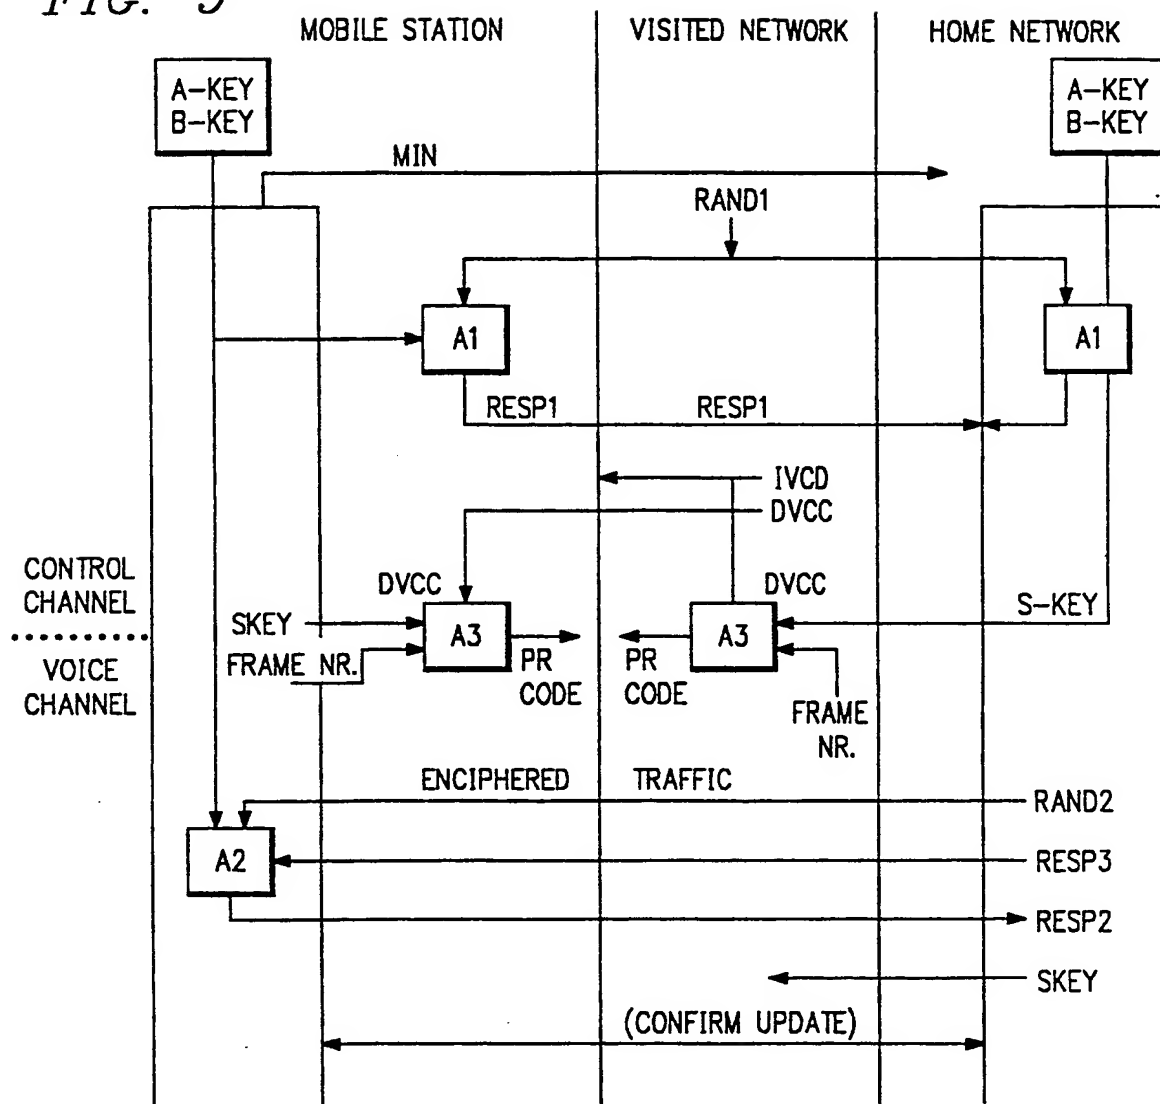 FIG. 5
MOBILE STATION
VISITED NETWORK
HOME NETWORK
A-KEY
B-KEY
A-KEY
B-KEY
MIN
RAND1
A1
A1
RESP1
RESP1
IVCD
DVCC
CONTROL
CHANNEL
DVCC
DVCC
SKEY
A3
A3
S-KEY
VOICE
CHANNEL
FRAME NR.
PR
CODE
PR
CODE
FRAME
NR.
ENCIPHERED TRAFFIC
RAND2
A2
RESP3
RESP2
SKEY
(CONFIRM UPDATE)